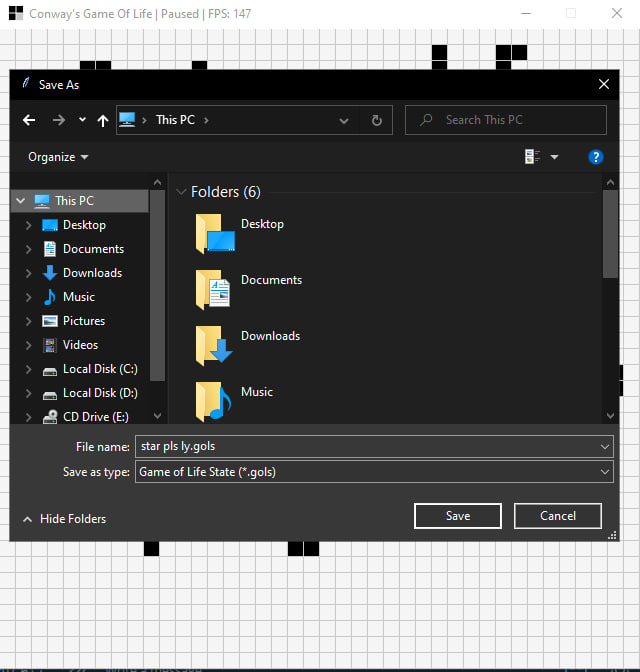 Conway's Game Of Life | Paused | FPS: 147
Save As
This PC
Search This PC
Organize
?
This PC
Desktop
Documents
Downloads
Music
Pictures
Videos
Local Disk (C:)
Local Disk (D:)
CD Drive (E:)
Folders (6)
Desktop
Documents
Downloads
Music
File name: star pls ly.gols
Save as type: Game of Life State (*.gols)
Hide Folders
Save
Cancel